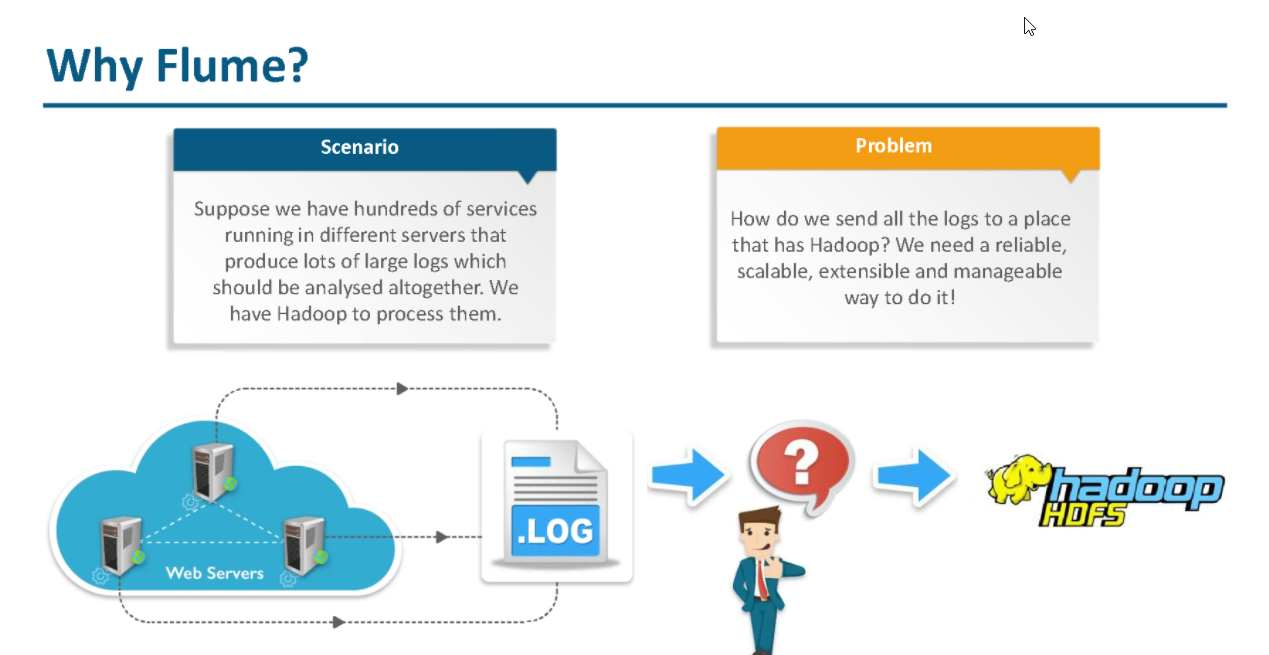 Why Flume?
Scenario
Suppose we have hundreds of services
running in different servers that
produce lots of large logs which
should be analysed altogether. We
have Hadoop to process them.
Problem
How do we send all the logs to a place
that has Hadoop? We need a reliable,
scalable, extensible and manageable
way to do it!
Web Servers
.LOG
?
hadoop
HDFS